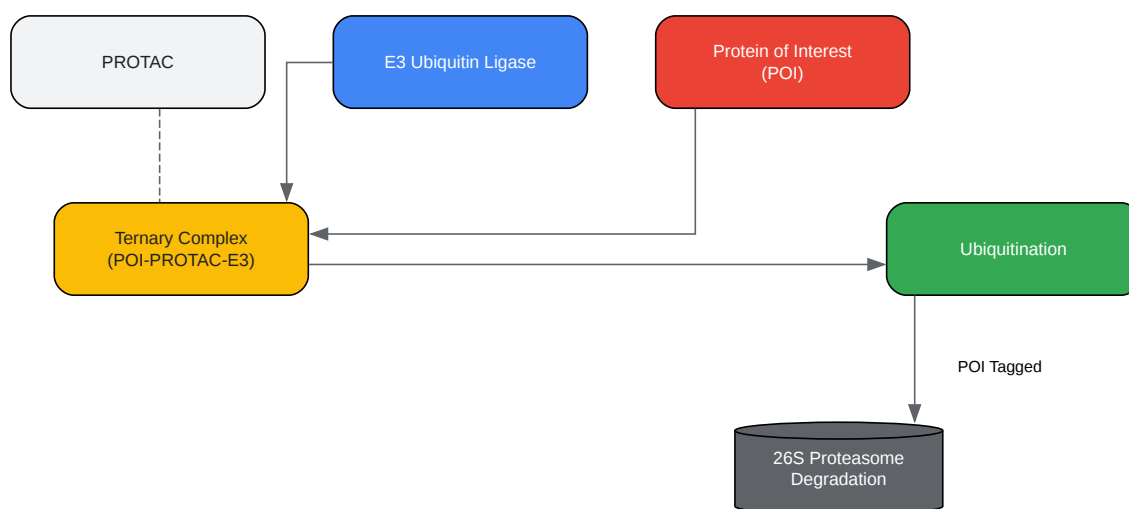 PROTAC
E3 Ubiquitin Ligase
Protein of Interest
(POI)
Ternary Complex
(POI-PROTAC-E3)
Ubiquitination
POI Tagged
26S Proteasome
Degradation